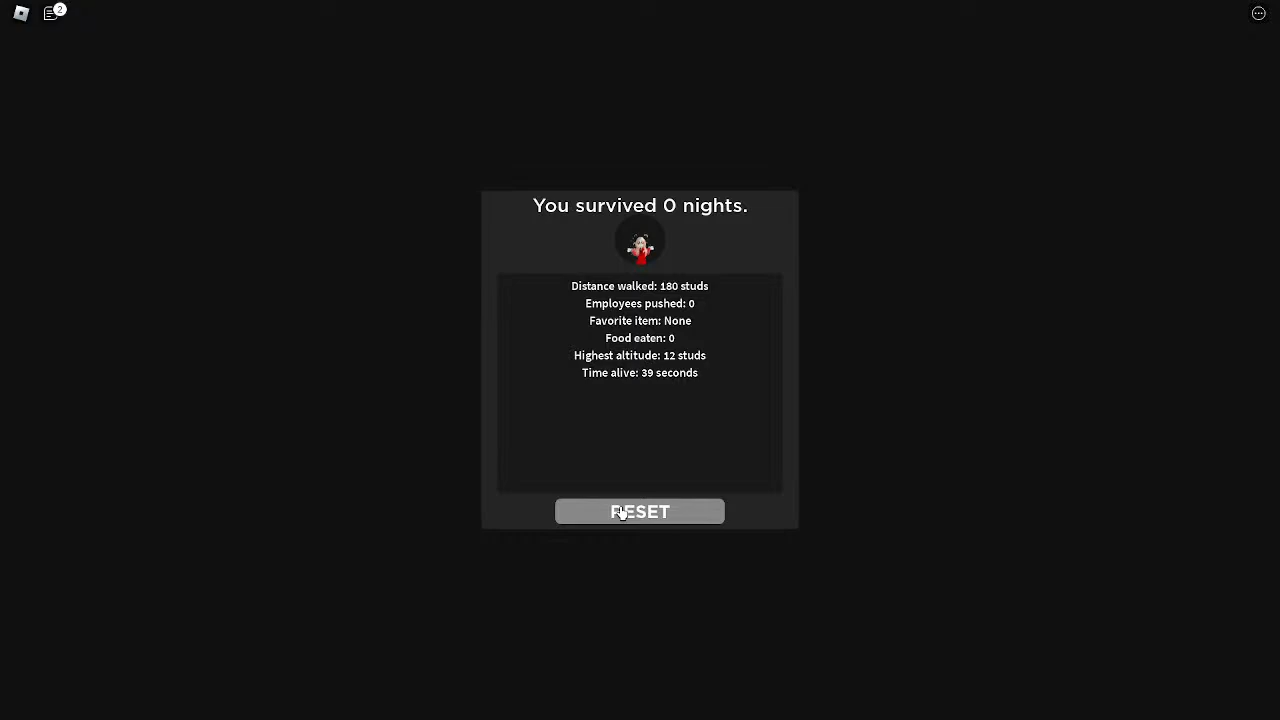 2
You survived 0 nights.
Distance walked: 180 studs
Employees pushed: 0
Favorite item: None
Food eaten: 0
Highest altitude: 12 studs
Time alive: 39 seconds
RESET